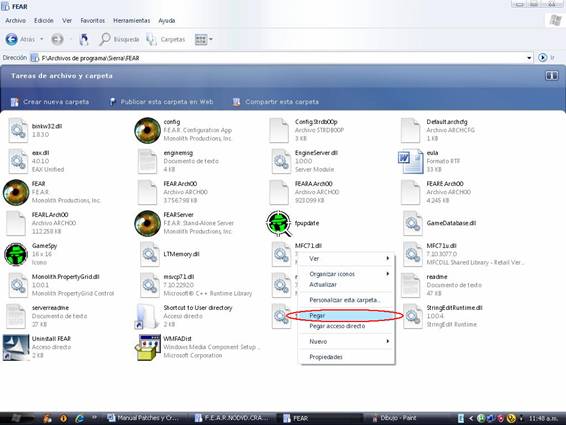 FEAR
Archivo Edición Ver Favoritos Herramientas Ayuda
Atrás Búsqueda Carpetas
Dirección F:\Archivos de programa\Sierra\FEAR Ir
Tareas de archivo y carpeta
Crear nueva carpeta Publicar esta carpeta en Web Compartir esta carpeta
binkw32.dll
1.8.3.0
config
F.E.A.R. Configuration App
Monolith Productions, Inc.
Config.Strdb00p
Archivo STRDB00P
3 KB
Default.archcfg
Archivo ARCHCFG
1 KB
eax.dll
4.0.1.0
EAX Unified
enginemsg
Documento de texto
4 KB
EngineServer.dll
1.0.0.0
Server Module
eula
Formato RTF
33 KB
FEAR
F.E.A.R.
Monolith Productions, Inc.
FEAR.Arch00
Archivo ARCH00
3.756.798 KB
FEARA.Arch00
Archivo ARCH00
923.099 KB
FEARE.Arch00
Archivo ARCH00
4.245 KB
FEARL.Arch00
Archivo ARCH00
112.258 KB
FEARServer
F.E.A.R. Stand-Alone Server
Monolith Productions, Inc.
fpupdate
GameDatabase.dll
GameSpy
16 x 16
Icono
LTMemory.dll
MFC71.dll
MFC71u.dll
7.10.3077.0
MFCDLL Shared Library - Retail Ver...
Monolith.PropertyGrid.dll
1.0.0.4
Monolith PropertyGrid Control
msvcp71.dll
7.10.2292.0
Microsoft® C++ Runtime Library
readme
Documento de texto
27 KB
serverreadme
Documento de texto
27 KB
Shortcut to User directory
Acceso directo
2 KB
StringEditRuntime.dll
1.0.0.4
StringEdit Runtime
Uninstall FEAR
Acceso directo
2 KB
WMFADist
Windows Media Component Setup ...
Microsoft Corporation
Ver
Organizar iconos
Actualizar
Personalizar esta carpeta...
Pegar
Pegar acceso directo
Nuevo
Propiedades
Manual Patches y Cr... F.E.A.R.NODVD.CRA... FEAR Dibujo - Paint 11:48 a.m.